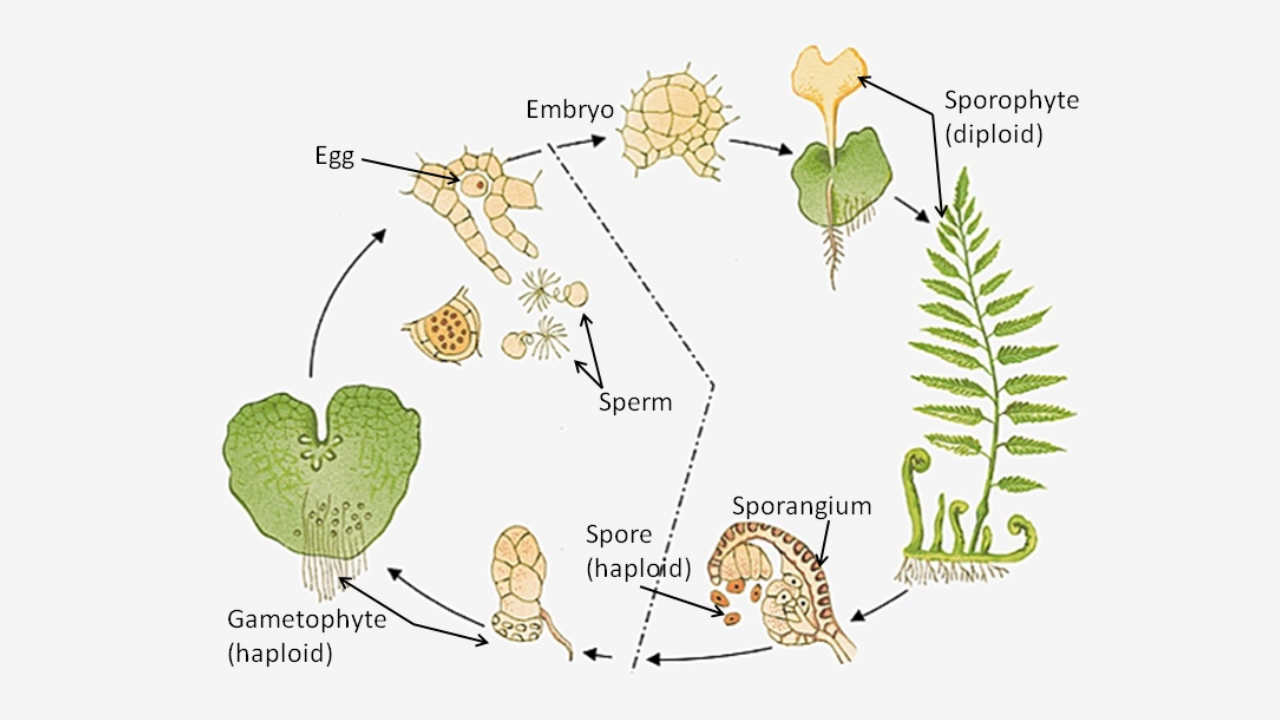 Embryo
Sporophyte
(diploid)
Egg
Sperm
Sporangium
Spore
(haploid)
Gametophyte
(haploid)